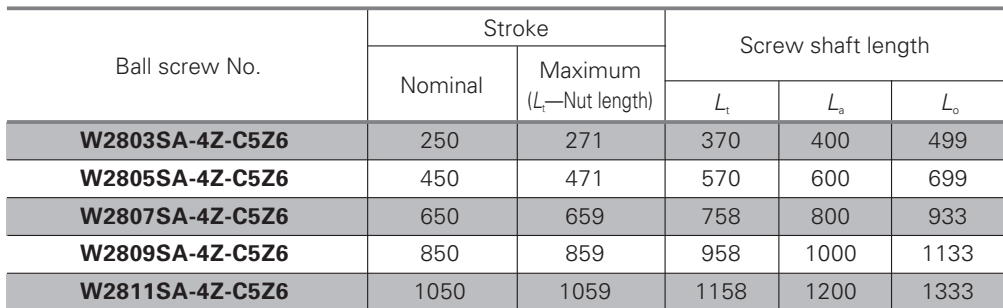 Ball screw No. Stroke Screw shaft length
Nominal Maximum (Lt—Nut length) Lt La Lo
W2803SA-4Z-C5Z6 250 271 370 400 499
W2805SA-4Z-C5Z6 450 471 570 600 699
W2807SA-4Z-C5Z6 650 659 758 800 933
W2809SA-4Z-C5Z6 850 859 958 1000 1133
W2811SA-4Z-C5Z6 1050 1059 1158 1200 1333